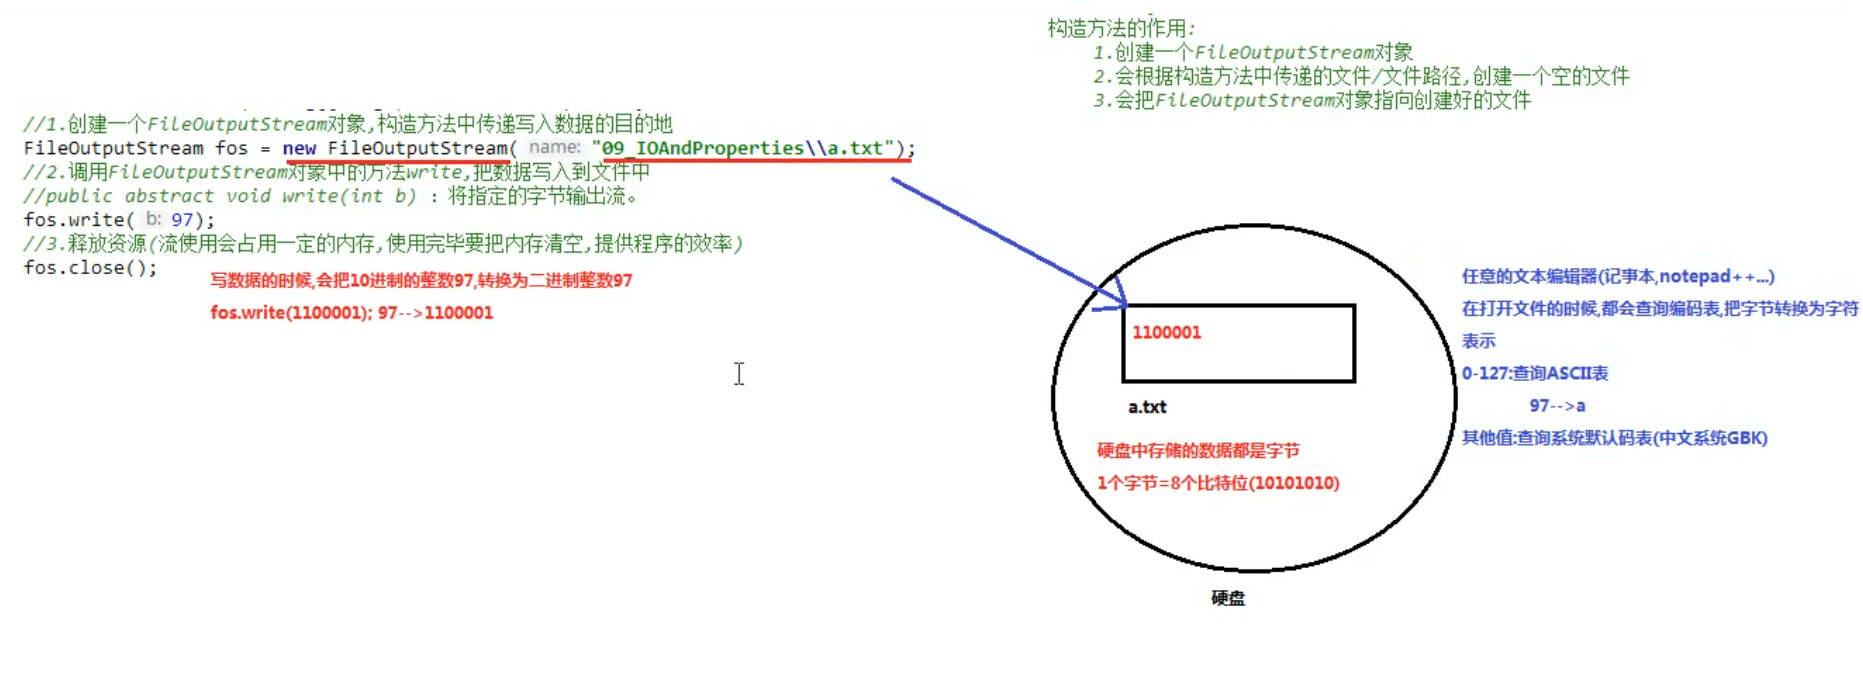 构造方法的作用:
1.创建一个FileOutputStream对象
2.会根据构造方法中传递的文件/文件路径,创建一个空的文件
3.会把FileOutputStream对象指向创建好的文件
//1.创建一个FileOutputStream对象,构造方法中传递写入数据的目的地
FileOutputStream fos = new FileOutputStream( name: "09_IOAndProperties\\a.txt");
//2.调用FileOutputStream对象中的方法write,把数据写入到文件中
//public abstract void write(int b) : 将指定的字节输出流。
fos.write( b: 97);
//3.释放资源(流使用会占用一定的内存,使用完毕要把内存清空,提供程序的效率)
fos.close();
写数据的时候,会把10进制的整数97,转换为二进制整数97
fos.write(1100001); 97-->1100001
1100001
a.txt
硬盘中存储的数据都是字节
1个字节=8个比特位(10101010)
硬盘
任意的文本编辑器(记事本,notepad++...)
在打开文件的时候,都会查询编码表,把字节转换为字符
表示
0-127:查询ASCII表
97-->a
其他值:查询系统默认码表(中文系统GBK)